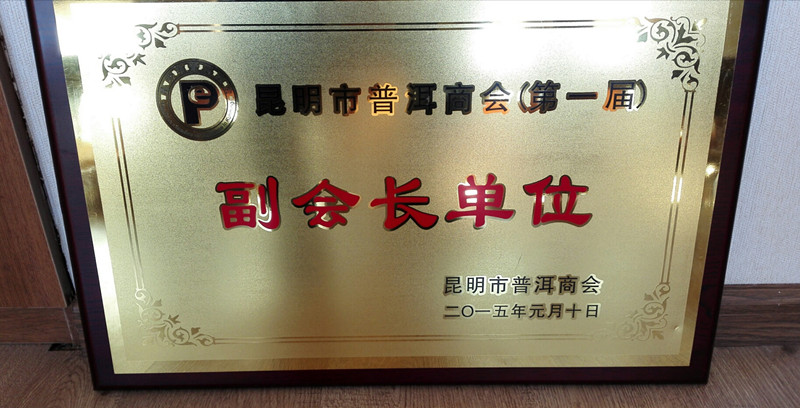 昆明市普洱商会(第一届)
副会长单位
昆明市普洱商会
二〇一五年元月十日